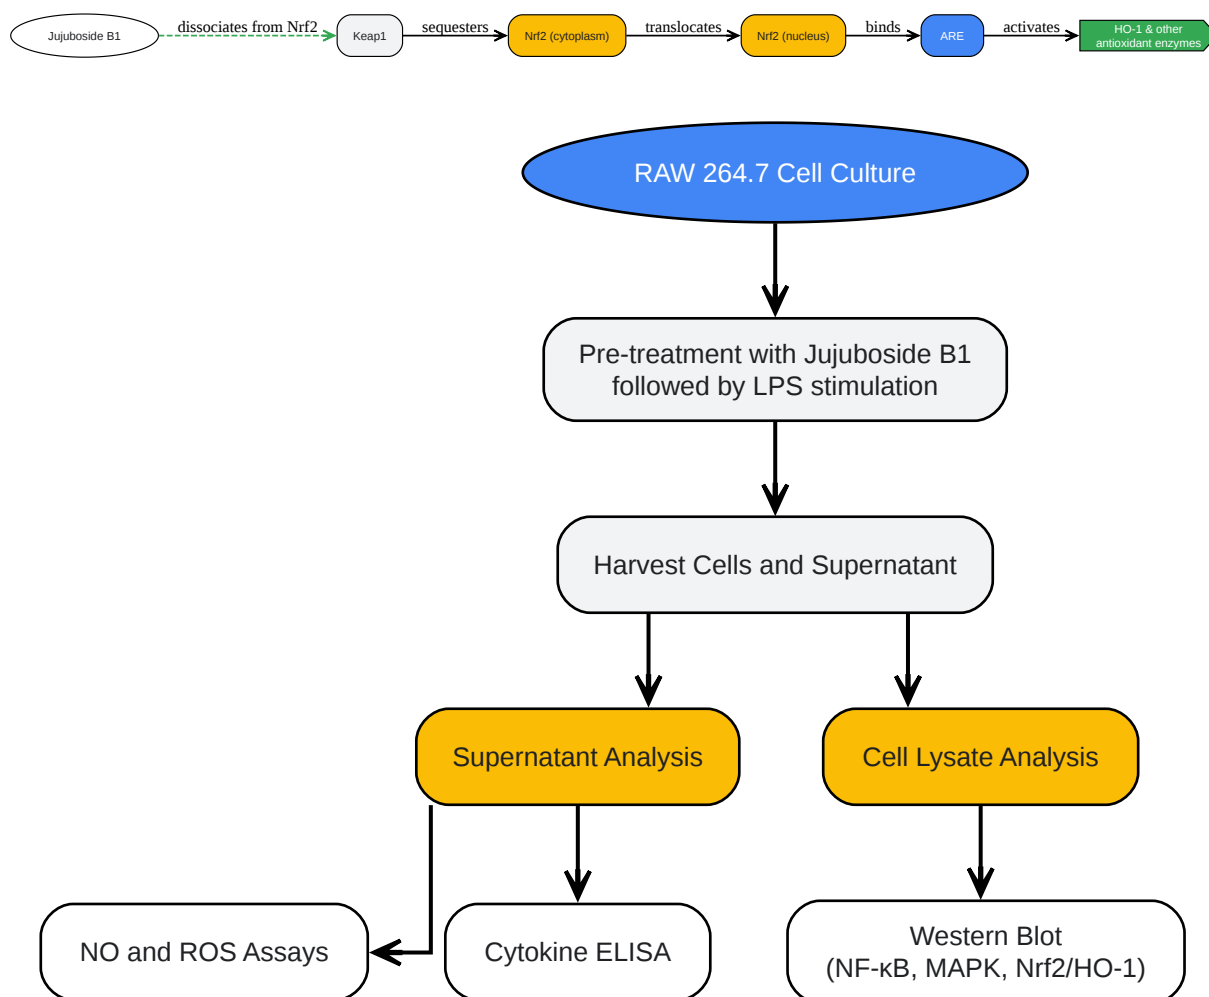 Jujuboside B1
dissociates from Nrf2
Keap1
sequesters
Nrf2 (cytoplasm)
translocates
Nrf2 (nucleus)
binds
ARE
activates
HO-1 & other
antioxidant enzymes
RAW 264.7 Cell Culture
Pre-treatment with Jujuboside B1
followed by LPS stimulation
Harvest Cells and Supernatant
Supernatant Analysis
Cell Lysate Analysis
NO and ROS Assays
Cytokine ELISA
Western Blot
(NF-κB, MAPK, Nrf2/HO-1)